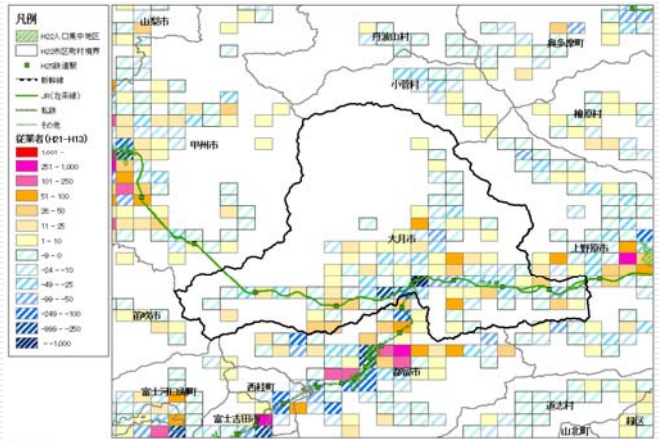 凡例
H22人口集中地区
H22市区町村境界
H25鉄道駅
新幹線
JR(在来線)
私鉄
その他
従業者(H21-H13)
1,001 -
251 - 1,000
101 - 250
51 - 100
26 - 50
11 - 25
1 - 10
-9 - 0
-24 - -10
-49 - -25
-99 - -50
-249 - -100
-999 - -250
- -1,000
山梨市
丹波山村
奥多摩町
小菅村
檜原村
甲州市
大月市
上野原市
笛吹市
都留市
西桂町
富士河口湖町
富士吉田市
道志村
山北町
緑区